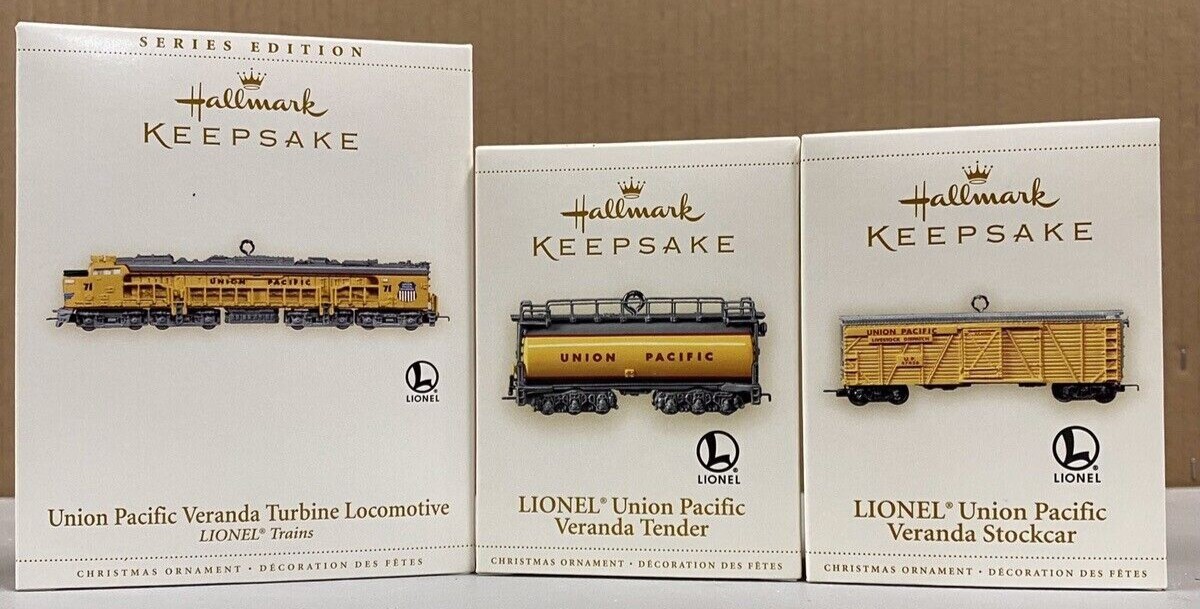 SERIES EDITION
Hallmark
KEEPSAKE
71 UNION PACIFIC 71
LIONEL
Union Pacific Veranda Turbine Locomotive
LIONEL® Trains
CHRISTMAS ORNAMENT • DÉCORATION DES FÊTES
Hallmark
KEEPSAKE
UNION PACIFIC
L®
LIONEL
LIONEL® Union Pacific
Veranda Tender
CHRISTMAS ORNAMENT • DÉCORATION DES FÊTES
Hallmark
KEEPSAKE
UNION PACIFIC
LIVESTOCK DISPATCH
L®
LIONEL
LIONEL® Union Pacific
Veranda Stockcar
CHRISTMAS ORNAMENT • DÉCORATION DES FÊTES